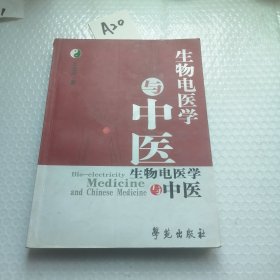 A20
生物电医学
与
中医
Bio-electricity
Medicine
and Chinese Medicine
生物电医学
与中医
學苑出版社